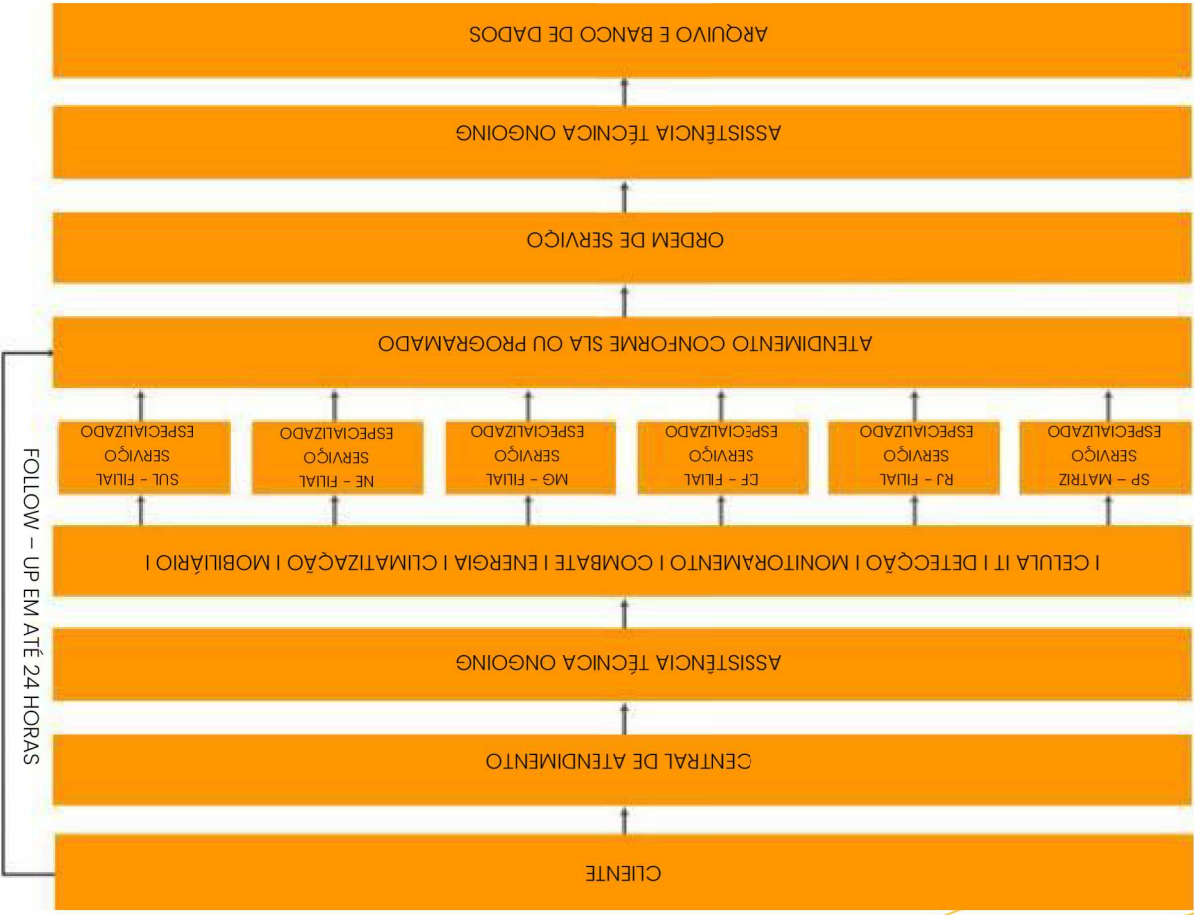 CLIENTE
CENTRAL DE ATENDIMENTO
ASSISTÊNCIA TÉCNICA ONGOING
| CELULA IT | DETECÇÃO | MONITORAMENTO | COMBATE | ENERGIA | CLIMATIZAÇÃO | MOBILIÁRIO |
SP – MATRIZ
SERVIÇO
ESPECIALIZADO
RJ - FILIAL
SERVIÇO
ESPECIALIZADO
DF - FILIAL
SERVIÇO
ESPECIALIZADO
MG - FILIAL
SERVIÇO
ESPECIALIZADO
NE - FILIAL
SERVIÇO
ESPECIALIZADO
SUL - FILIAL
SERVIÇO
ESPECIALIZADO
FOLLOW – UP EM ATÉ 24 HORAS
ATENDIMENTO CONFORME SLA OU PROGRAMADO
ORDEM DE SERVIÇO
ASSISTÊNCIA TÉCNICA ONGOING
ARQUIVO E BANCO DE DADOS